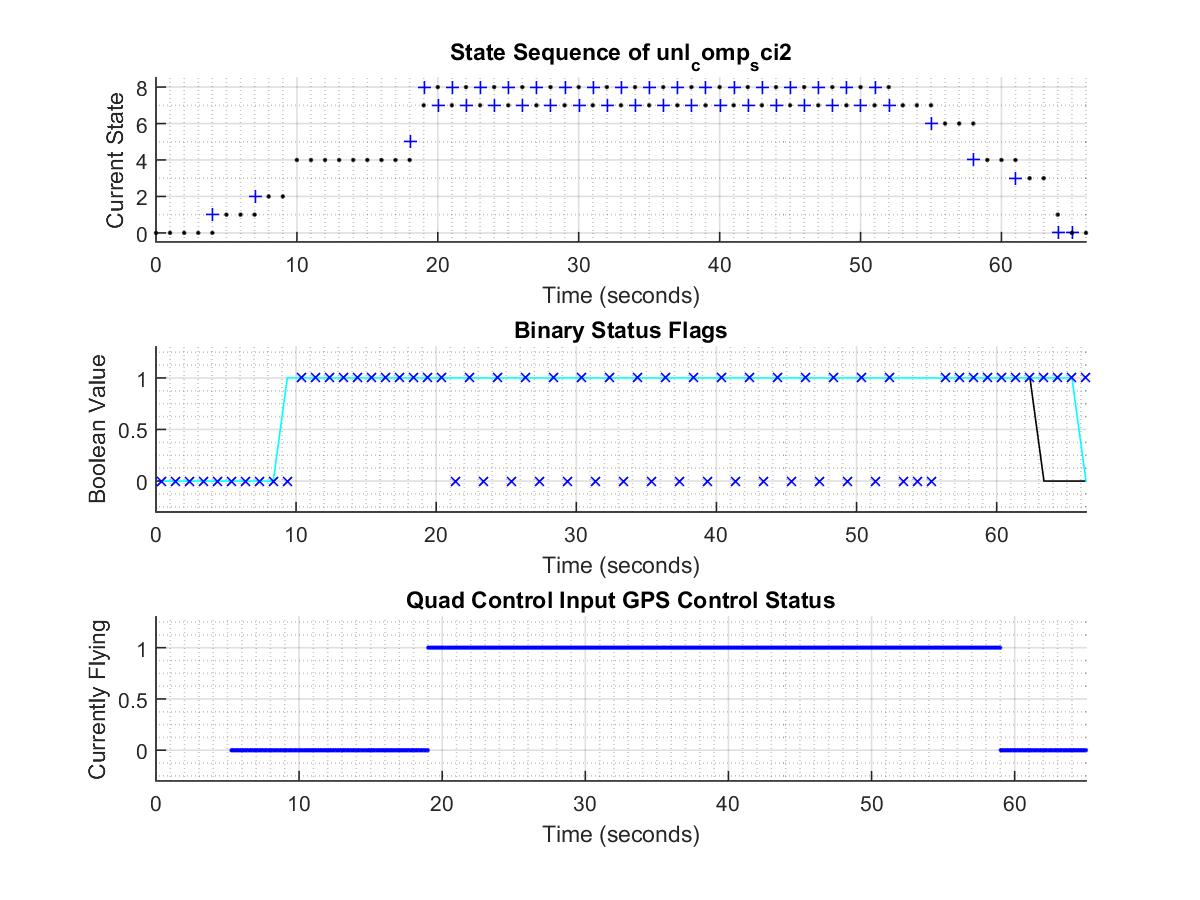 State Sequence of unl_comp_sci2
8
6
4
2
0
Current State
0 10 20 30 40 50 60
Time (seconds)
Binary Status Flags
1
0.5
0
Boolean Value
0 10 20 30 40 50 60
Time (seconds)
Quad Control Input GPS Control Status
1
0.5
0
Currently Flying
0 10 20 30 40 50 60
Time (seconds)